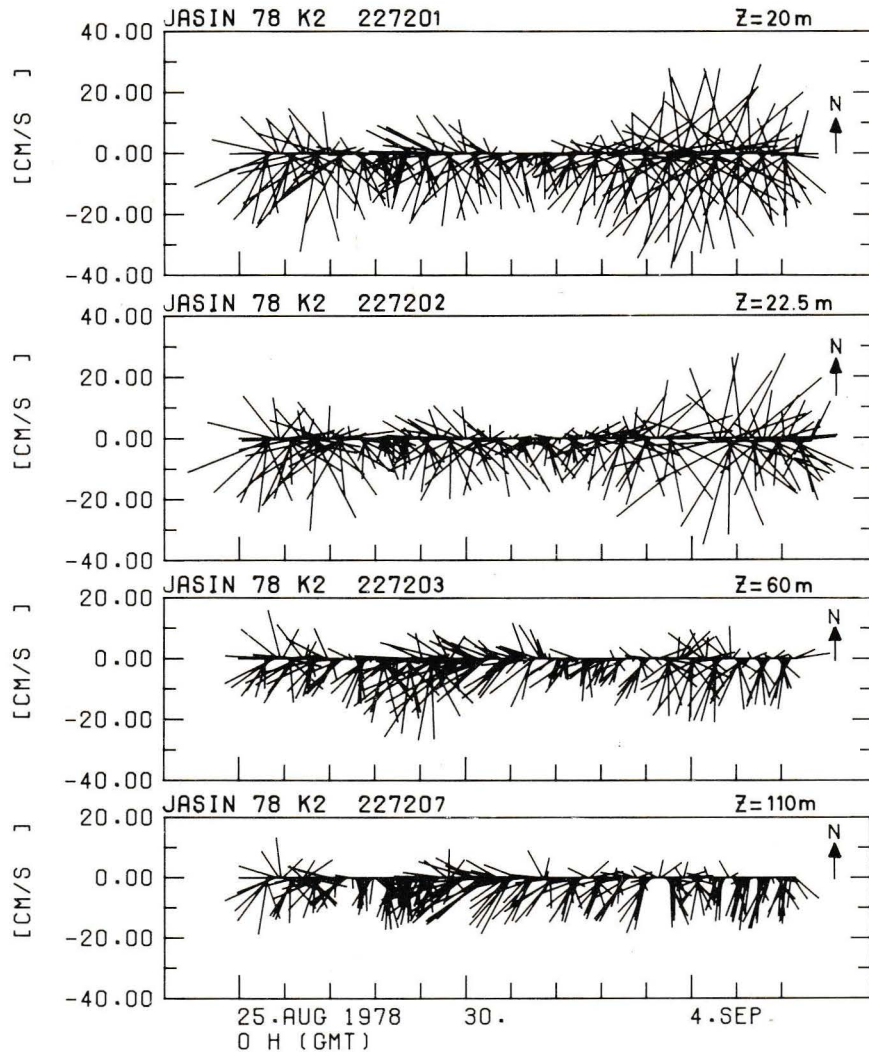 JASIN 78 K2 227201 Z=20m
40.00
20.00
0.00
-20.00
-40.00
[CM/S ]
N
JASIN 78 K2 227202 Z=22.5m
40.00
20.00
0.00
-20.00
-40.00
[CM/S ]
N
JASIN 78 K2 227203 Z=60m
20.00
0.00
-20.00
-40.00
[CM/S ]
N
JASIN 78 K2 227207 Z=110m
20.00
0.00
-20.00
-40.00
[CM/S ]
N
25.AUG 1978 30. 4.SEP.
0 H (GMT)